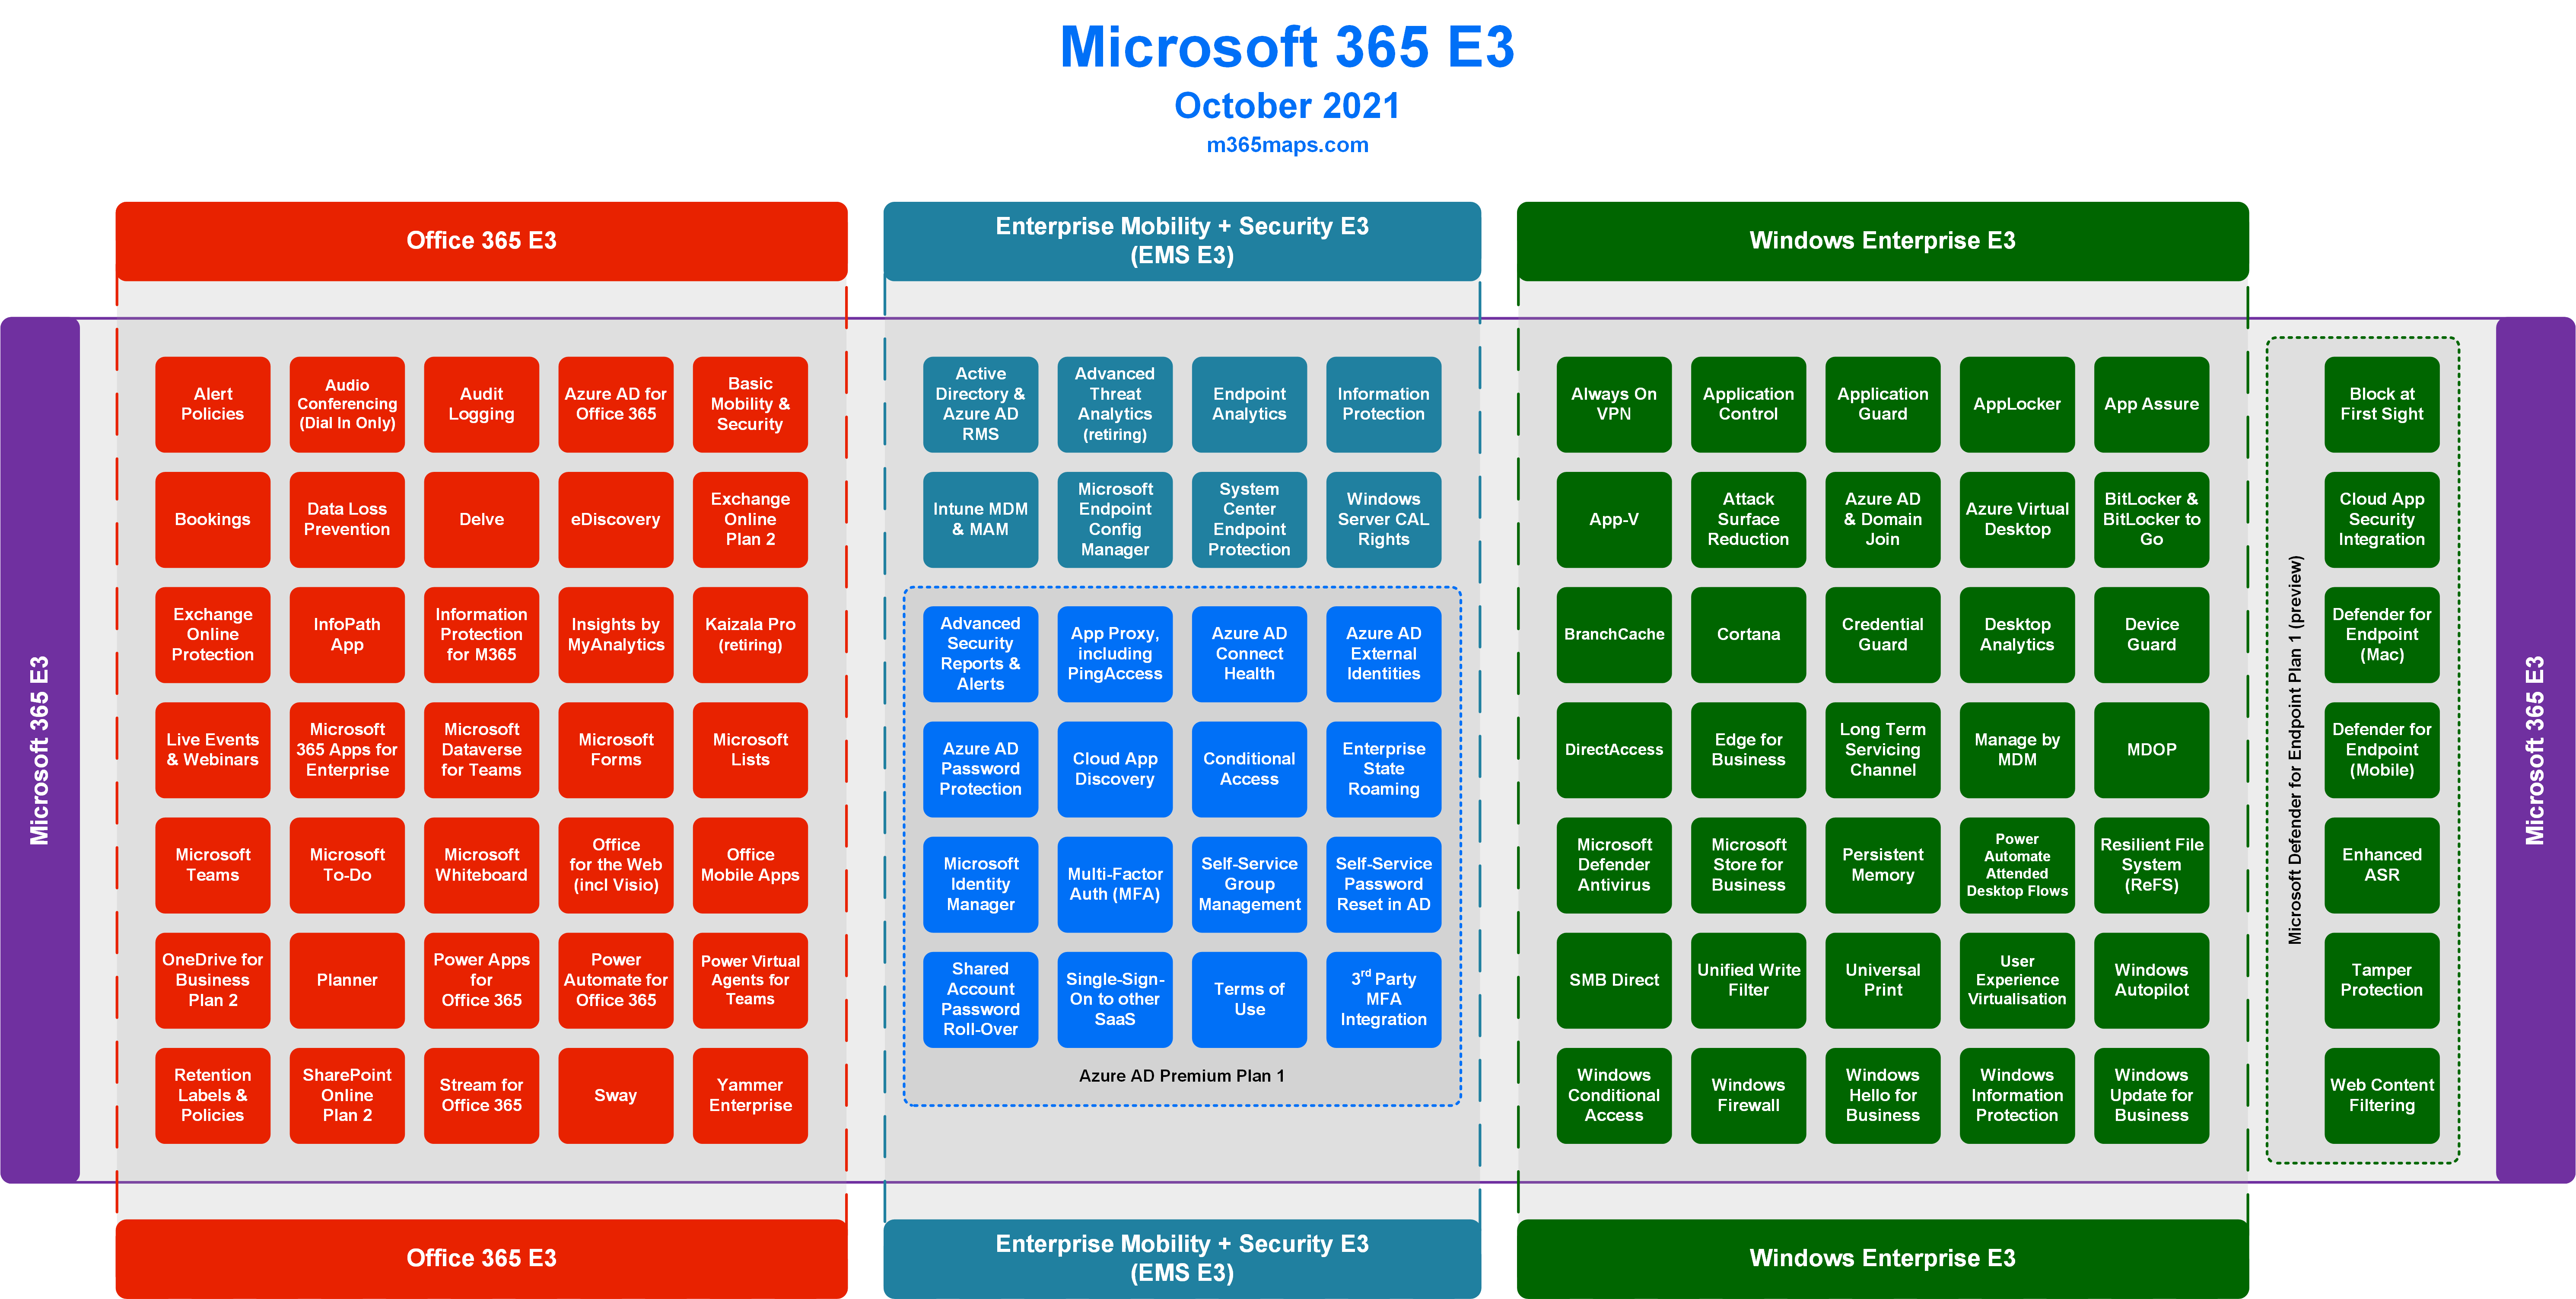 Microsoft 365 E3
October 2021
m365maps.com
Office 365 E3
Enterprise Mobility + Security E3
(EMS E3)
Windows Enterprise E3
Microsoft 365 E3
Alert
Policies
Audio
Conferencing
(Dial In Only)
Audit
Logging
Azure AD for
Office 365
Basic
Mobility &
Security
Bookings
Data Loss
Prevention
Delve
eDiscovery
Exchange
Online
Plan 2
Exchange
Online
Protection
InfoPath
App
Information
Protection
for M365
Insights by
MyAnalytics
Kaizala Pro
(retiring)
Live Events
& Webinars
Microsoft
365 Apps for
Enterprise
Microsoft
Dataverse
for Teams
Microsoft
Forms
Microsoft
Lists
Microsoft
Teams
Microsoft
To-Do
Microsoft
Whiteboard
Office
for the Web
(incl Visio)
Office
Mobile Apps
OneDrive for
Business
Plan 2
Planner
Power Apps
for
Office 365
Power
Automate for
Office 365
Power Virtual
Agents for
Teams
Retention
Labels &
Policies
SharePoint
Online
Plan 2
Stream for
Office 365
Sway
Yammer
Enterprise
Active
Directory &
Azure AD
RMS
Advanced
Threat
Analytics
(retiring)
Endpoint
Analytics
Information
Protection
Intune MDM
& MAM
Microsoft
Endpoint
Config
Manager
System
Center
Endpoint
Protection
Windows
Server CAL
Rights
Advanced
Security
Reports &
Alerts
App Proxy,
including
PingAccess
Azure AD
Connect
Health
Azure AD
External
Identities
Azure AD
Password
Protection
Cloud App
Discovery
Conditional
Access
Enterprise
State
Roaming
Microsoft
Identity
Manager
Multi-Factor
Auth (MFA)
Self-Service
Group
Management
Self-Service
Password
Reset in AD
Shared
Account
Password
Roll-Over
Single-Sign-
On to other
SaaS
Terms of
Use
3rd Party
MFA
Integration
Azure AD Premium Plan 1
Always On
VPN
Application
Control
Application
Guard
AppLocker
App Assure
App-V
Attack
Surface
Reduction
Azure AD
& Domain
Join
Azure Virtual
Desktop
BitLocker &
BitLocker to
Go
BranchCache
Cortana
Credential
Guard
Desktop
Analytics
Device
Guard
DirectAccess
Edge for
Business
Long Term
Servicing
Channel
Manage by
MDM
MDOP
Microsoft
Defender
Antivirus
Microsoft
Store for
Business
Persistent
Memory
Power
Automate
Attended
Desktop Flows
Resilient File
System
(ReFS)
SMB Direct
Unified Write
Filter
Universal
Print
User
Experience
Virtualisation
Windows
Autopilot
Windows
Conditional
Access
Windows
Firewall
Windows
Hello for
Business
Windows
Information
Protection
Windows
Update for
Business
Microsoft Defender for Endpoint Plan 1 (preview)
Block at
First Sight
Cloud App
Security
Integration
Defender for
Endpoint
(Mac)
Defender for
Endpoint
(Mobile)
Enhanced
ASR
Tamper
Protection
Web Content
Filtering
Microsoft 365 E3
Office 365 E3
Enterprise Mobility + Security E3
(EMS E3)
Windows Enterprise E3